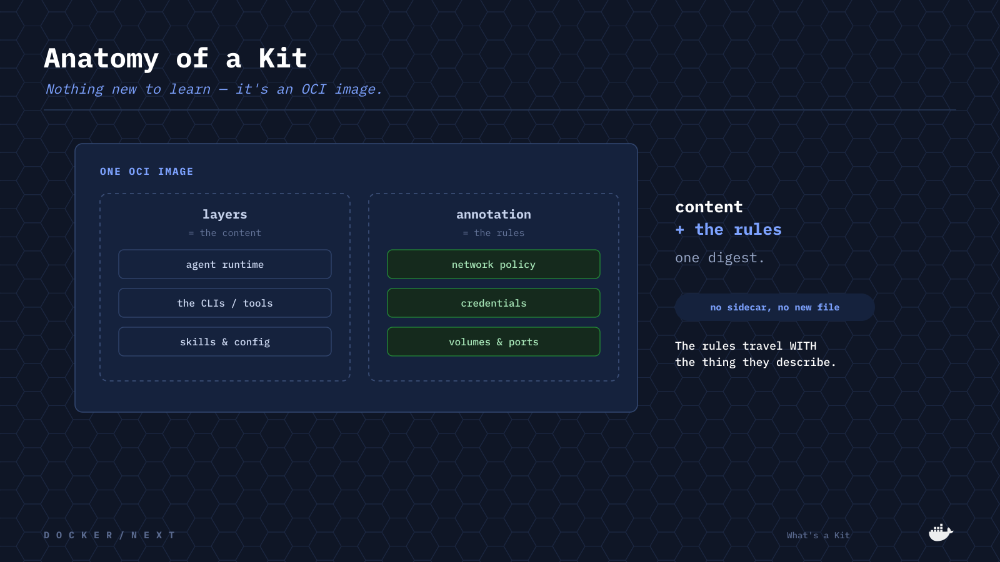 Anatomy of a Kit
Nothing new to learn — it's an OCI image.
ONE OCI IMAGE
layers
= the content
agent runtime
the CLIs / tools
skills & config
annotation
= the rules
network policy
credentials
volumes & ports
content
+ the rules
one digest.
no sidecar, no new file
The rules travel WITH
the thing they describe.
DOCKER/NEXT
What's a Kit